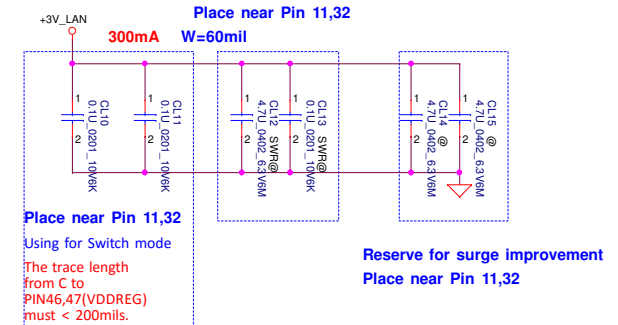 Place near Pin 11,32
+3V_LAN
300mA W=60mil
1
2
CL10
0.1U_0201_10V6K
1
2
CL11
0.1U_0201_10V6K
1
2
CL12 SWR@
4.7U_0402_6.3V6M
1
2
CL13 SWR@
0.1U_0201_10V6K
1
2
CL14 @
4.7U_0402_6.3V6M
1
2
CL15 @
4.7U_0402_6.3V6M
Place near Pin 11,32
Using for Switch mode
The trace length
from C to
PIN46,47(VDDREG)
must < 200mils.
Reserve for surge improvement
Place near Pin 11,32